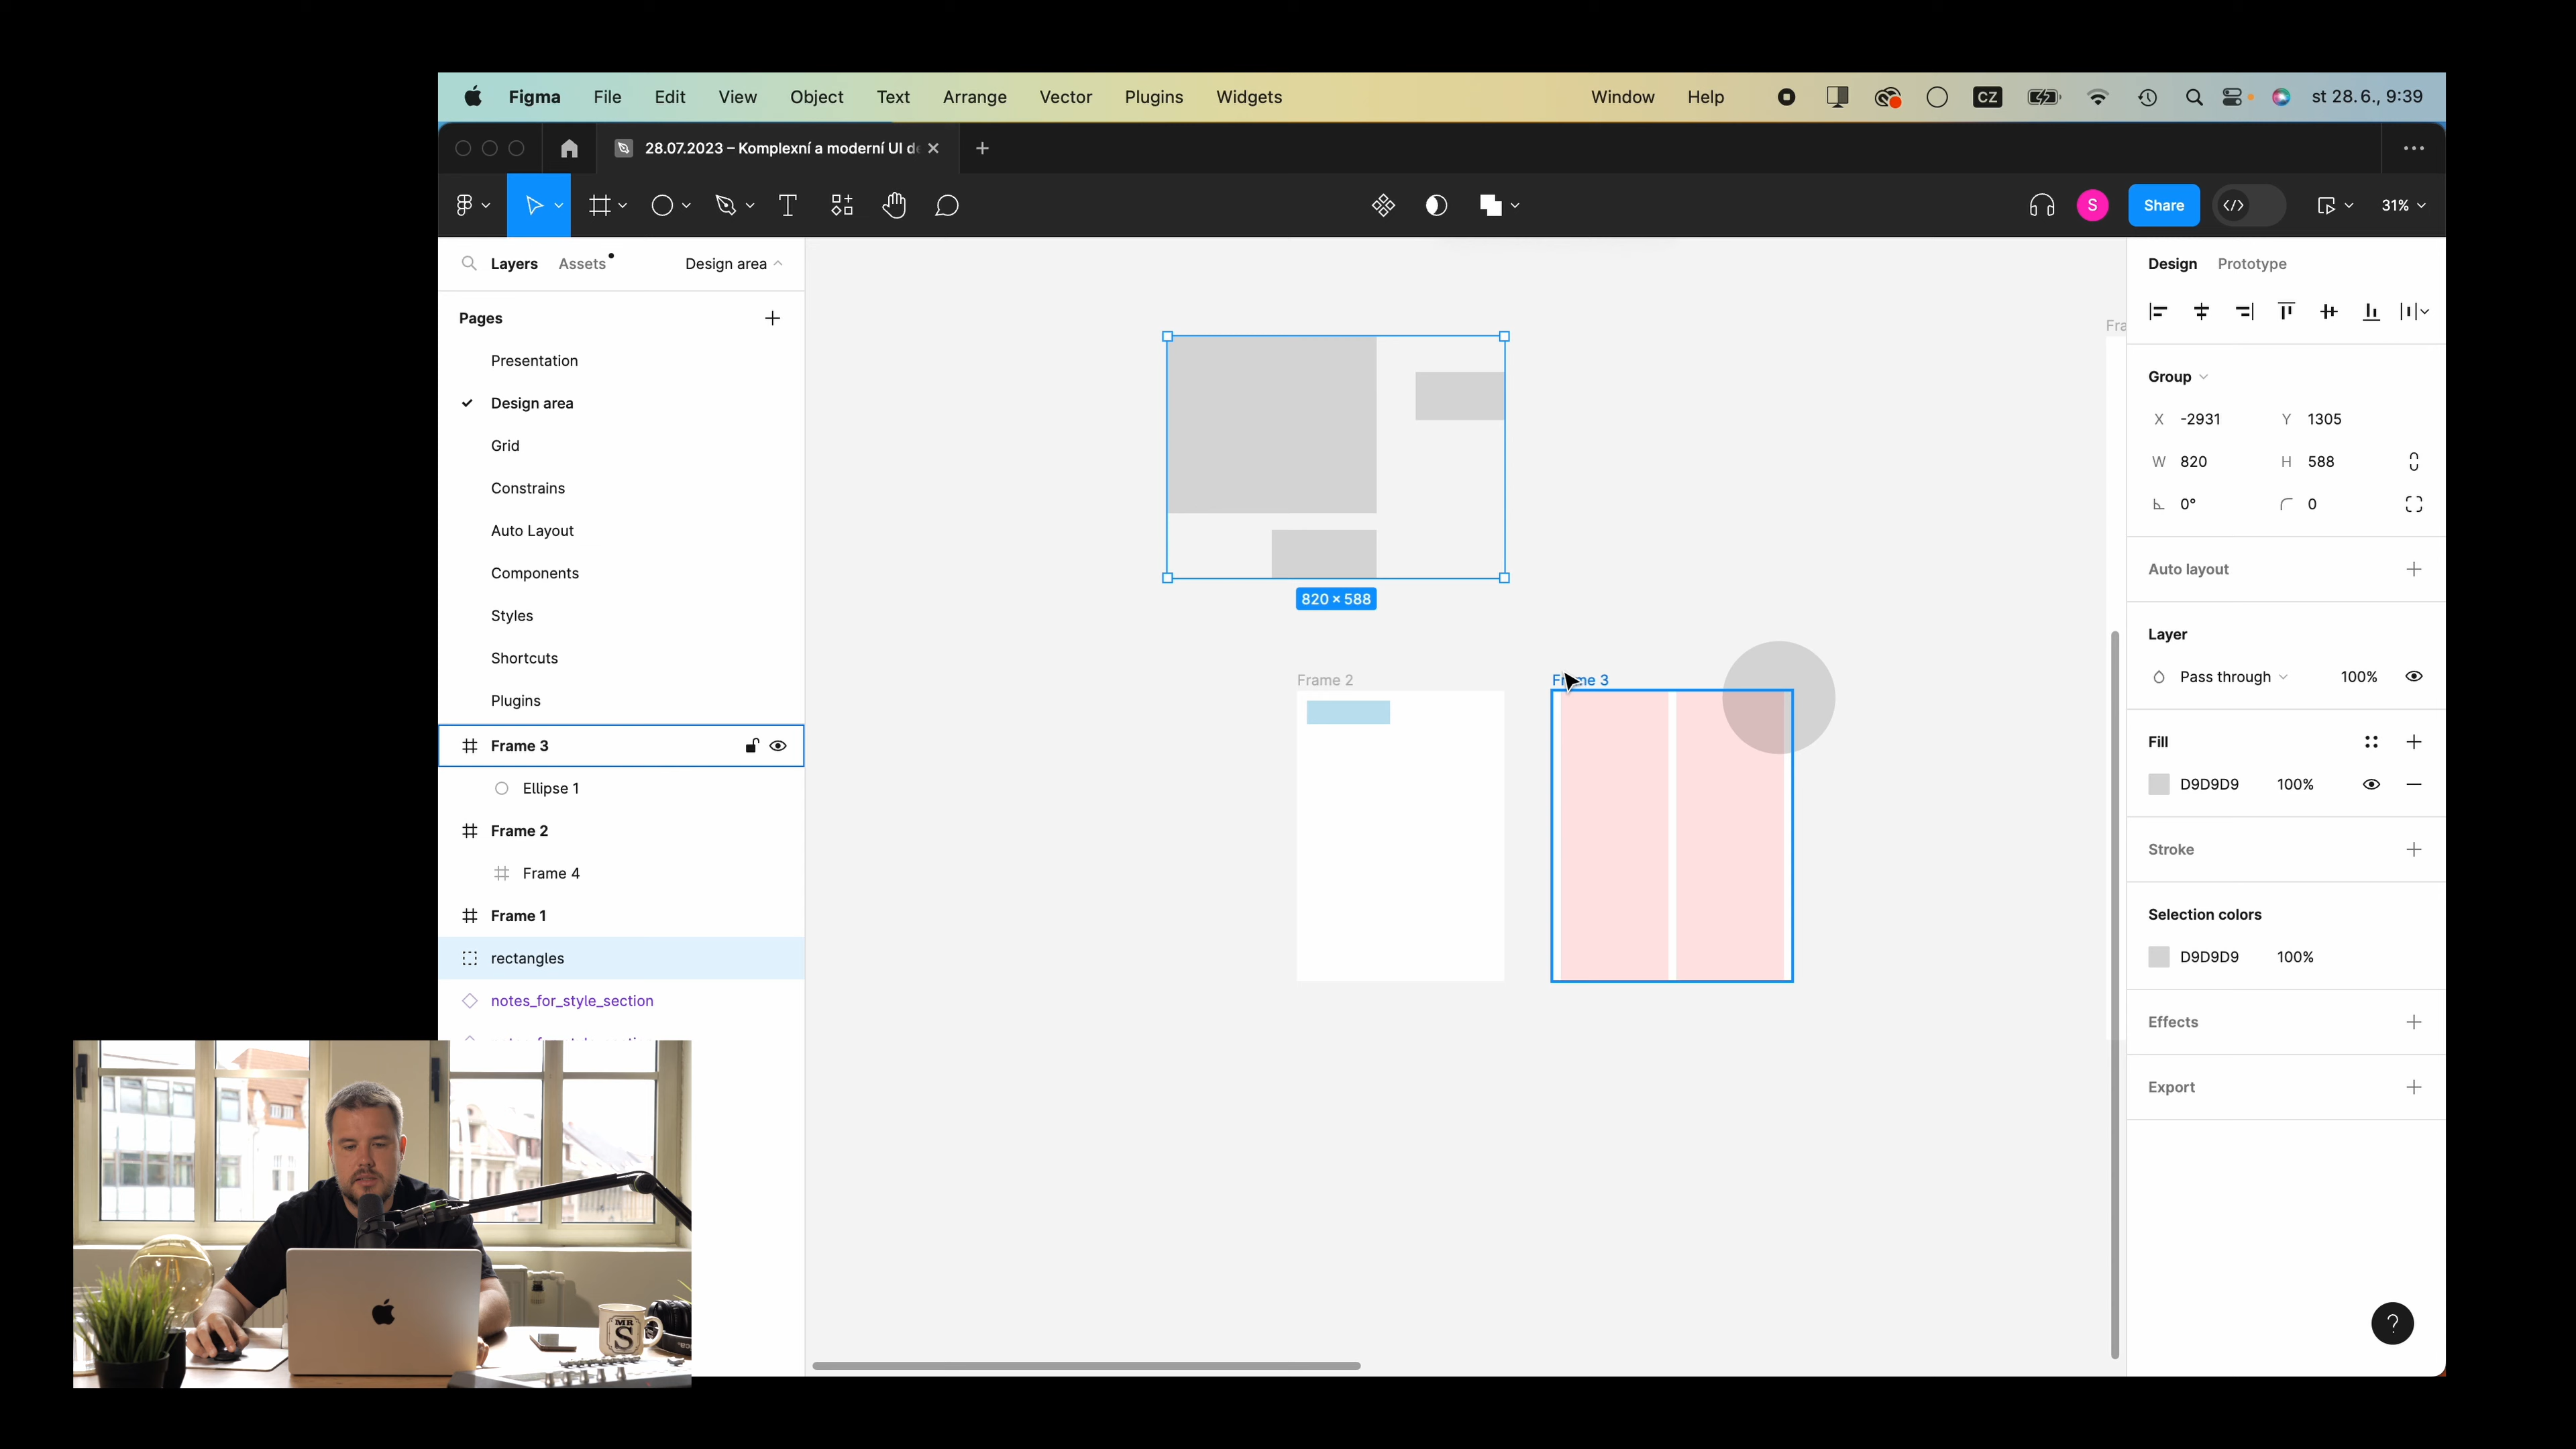 Figma File Edit View Object Text Arrange Vector Plugins Widgets Window Help CZ st 28. 6., 9:39
28.07.2023 – Komplexní a moderní UI d
S Share 31%
Layers Assets Design area
Pages
Presentation
Design area
Grid
Constrains
Auto Layout
Components
Styles
Shortcuts
Plugins
Frame 3
Ellipse 1
Frame 2
Frame 4
Frame 1
rectangles
notes_for_style_section
820 × 588
Frame 2
Frame 3
Fra
Design Prototype
Group
X -2931 Y 1305
W 820 H 588
0° 0
Auto layout
Layer
Pass through 100%
Fill
D9D9D9 100%
Stroke
Selection colors
D9D9D9 100%
Effects
Export
?
MR
S